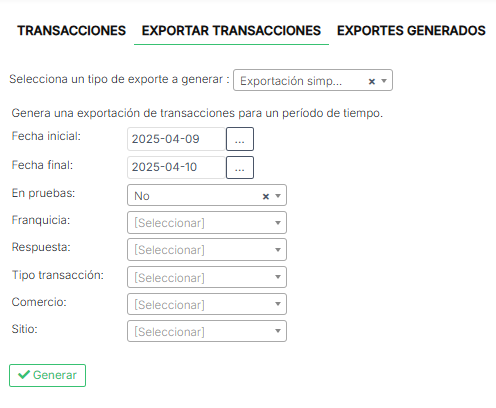 TRANSACCIONES EXPORTAR TRANSACCIONES EXPORTES GENERADOS
Selecciona un tipo de exporte a generar : Exportación simp... ×
Genera una exportación de transacciones para un período de tiempo.
Fecha inicial: 2025-04-09 ...
Fecha final: 2025-04-10 ...
En pruebas: No ×
Franquicia: [Seleccionar]
Respuesta: [Seleccionar]
Tipo transacción: [Seleccionar]
Comercio: [Seleccionar]
Sitio: [Seleccionar]
Generar